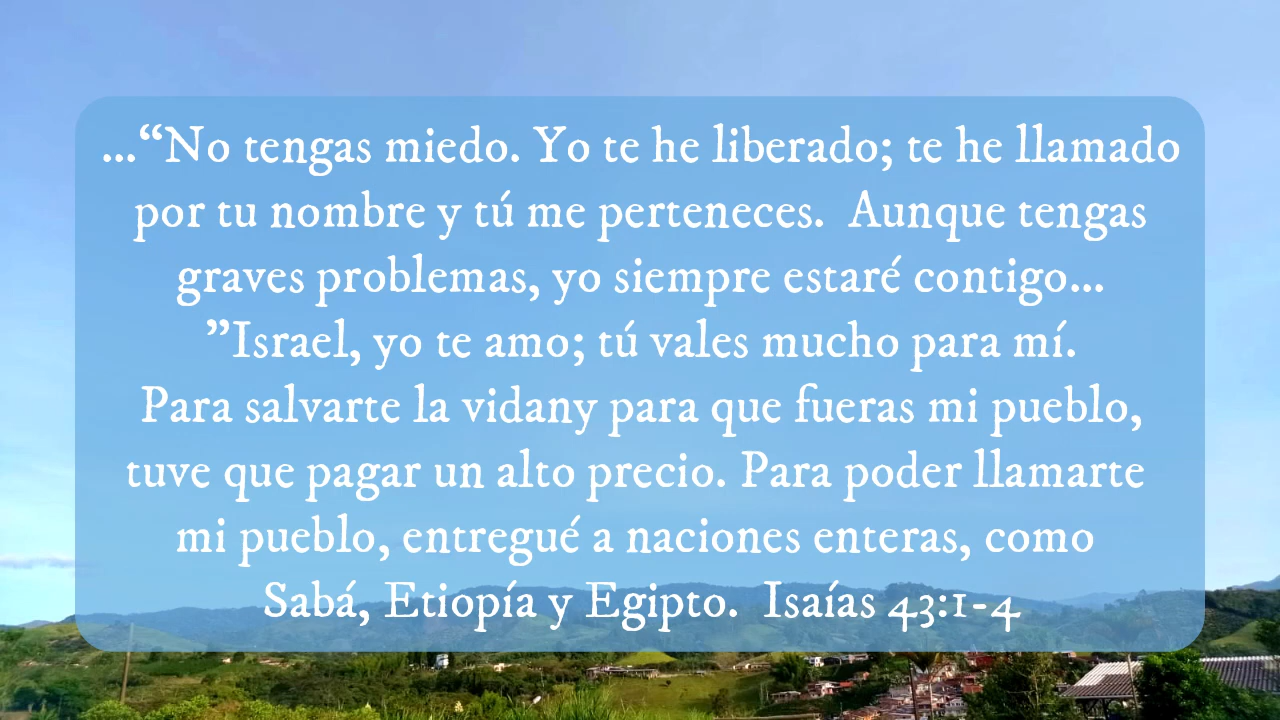 ...“No tengas miedo. Yo te he liberado; te he llamado
por tu nombre y tú me perteneces.  Aunque tengas
graves problemas, yo siempre estaré contigo...
”Israel, yo te amo; tú vales mucho para mí.
Para salvarte la vidany para que fueras mi pueblo,
tuve que pagar un alto precio. Para poder llamarte
mi pueblo, entregué a naciones enteras, como
Sabá, Etiopía y Egipto.  Isaías 43:1-4